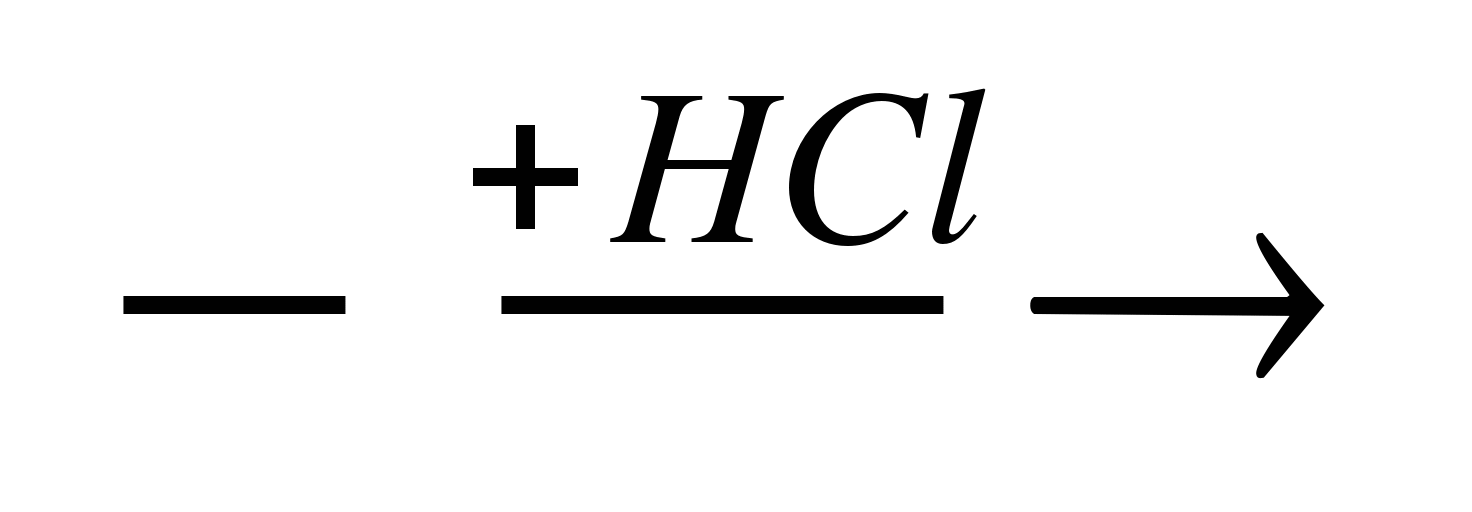 +HCl
— — →